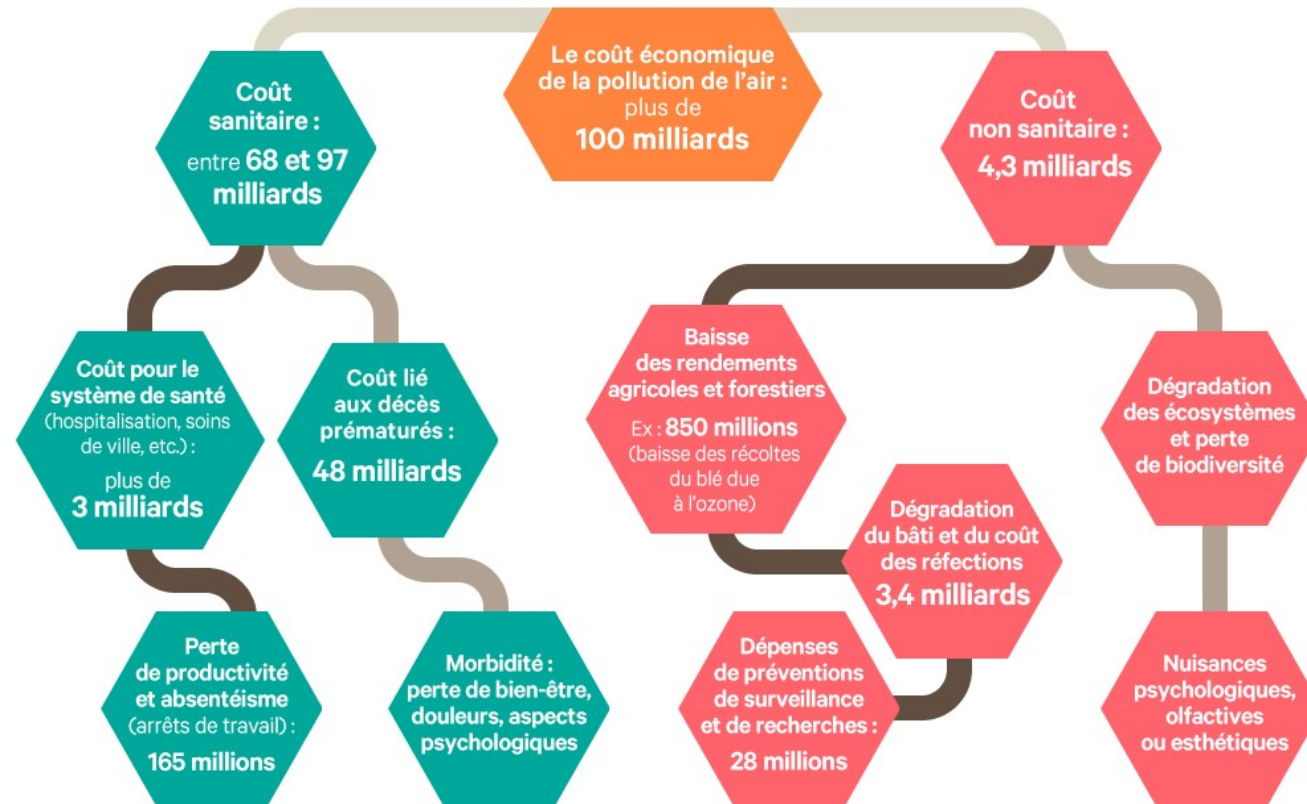 Le coût économique
de la pollution de l’air :
plus de
100 milliards
Coût
sanitaire :
entre 68 et 97
milliards
Coût
non sanitaire :
4,3 milliards
Coût pour le
système de santé
(hospitalisation, soins
de ville, etc.) :
plus de
3 milliards
Coût lié
aux décès
prématurés :
48 milliards
Baisse
des rendements
agricoles et forestiers
Ex : 850 millions
(baisse des récoltes
du blé due
à l’ozone)
Dégradation
des écosystèmes
et perte
de biodiversité
Dégradation
du bâti et du coût
des réfections
3,4 milliards
Perte
de productivité
et absentéisme
(arrêts de travail) :
165 millions
Morbidité :
perte de bien-être,
douleurs, aspects
psychologiques
Dépenses
de préventions
de surveillance
et de recherches :
28 millions
Nuisances
psychologiques,
olfactives
ou esthétiques